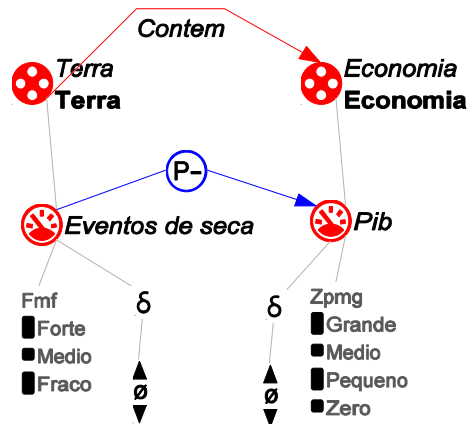 Contem
Terra
Terra
Economia
Economia
P-
Eventos de seca
Pib
Fmf
Forte
Medio
Fraco
δ
ø
δ
ø
Zpmg
Grande
Medio
Pequeno
Zero